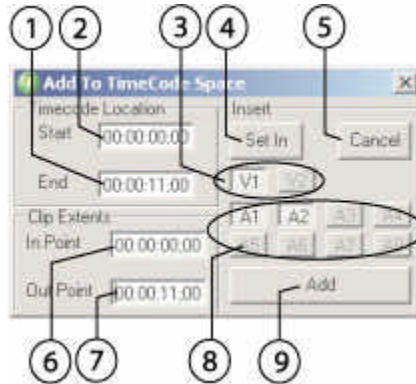 1 2 3 4 5
Add To TimeCode Space
Timecode Location Insert
Start 00:00:00;00 Set In Cancel
End 00:00:11;00 V1 V2
Clip Extents A1 A2 A3 A4
In Point 00:00:00;00 A5 A6 A7 A8
Out Point 00:00:11;00 Add
6 7 8 9